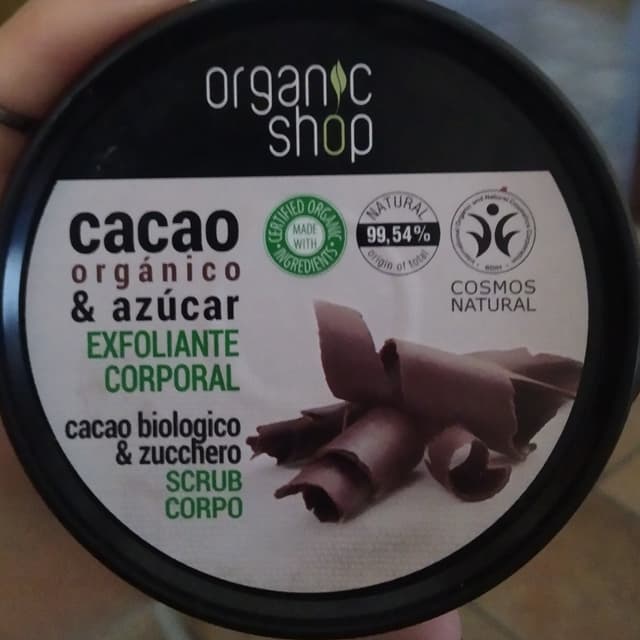 organic
shop
cacao
orgánico
& azúcar
EXFOLIANTE
CORPORAL
cacao biologico
& zucchero
SCRUB
CORPO
CERTIFIED ORGANIC
MADE
WITH
INGREDIENTS
NATURAL
99,54%
origin of total
COSMOS
NATURAL